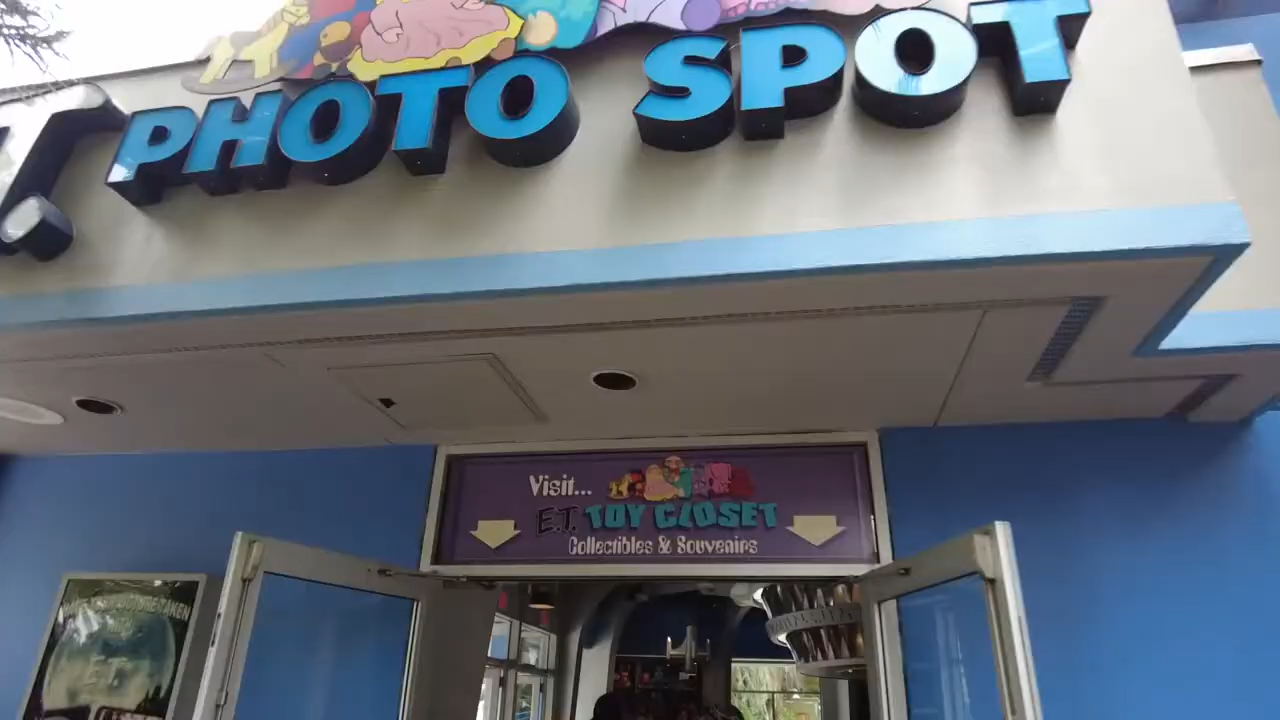 T. PHOTO SPOT
Visit...
E.T. TOY CLOSET
Collectibles & Souvenirs
E.T.